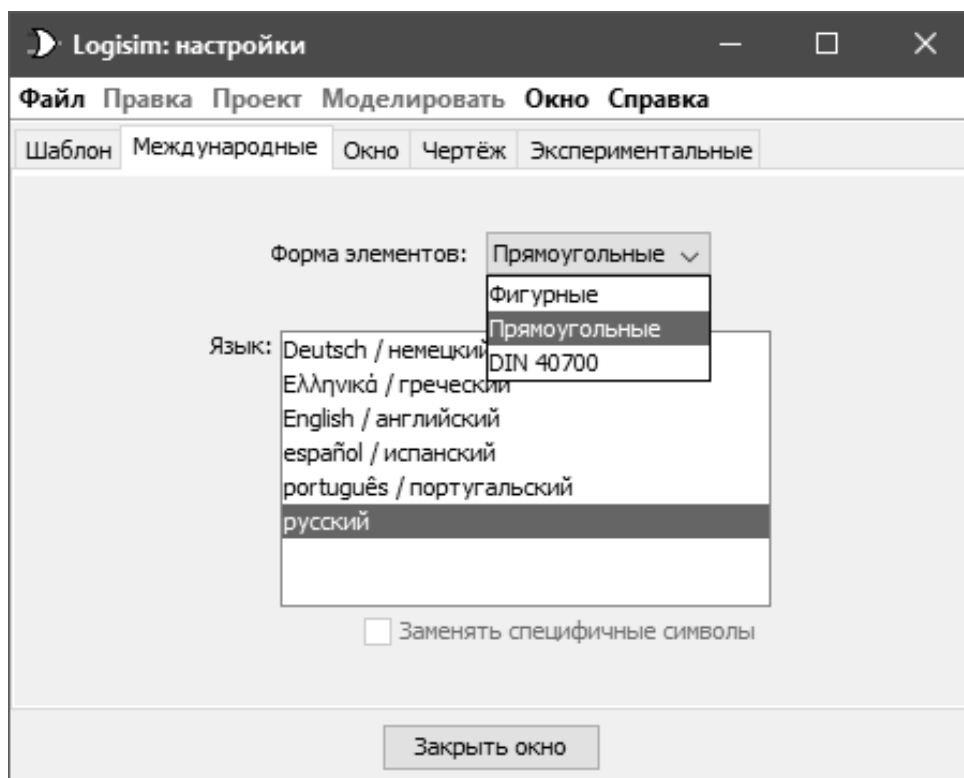 Logisim: настройки
Файл Правка Проект Моделировать Окно Справка
Шаблон Международные Окно Чертёж Экспериментальные
Форма элементов: Прямоугольные
Фигурные
Прямоугольные
DIN 40700
Язык: Deutsch / немецкий
Ελληνικά / греческий
English / английский
español / испанский
português / португальский
русский
Заменять специфичные символы
Закрыть окно